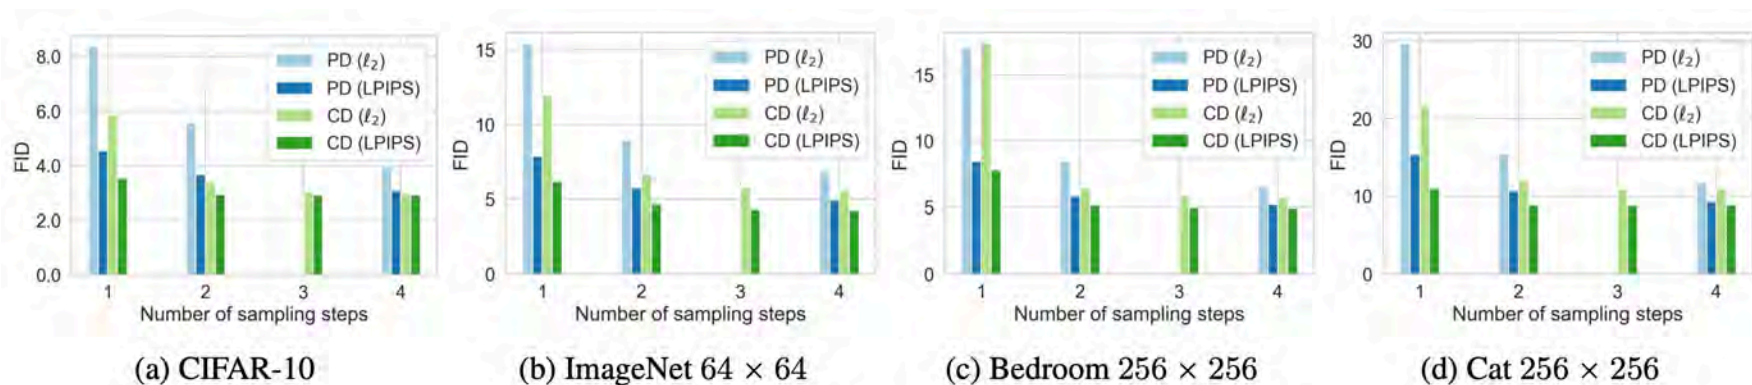 8.0
6.0
4.0
2.0
0.0
FID
PD (ℓ₂)
PD (LPIPS)
CD (ℓ₂)
CD (LPIPS)
1 2 3 4
Number of sampling steps
(a) CIFAR-10
15
10
5
0
FID
PD (ℓ₂)
PD (LPIPS)
CD (ℓ₂)
CD (LPIPS)
1 2 3 4
Number of sampling steps
(b) ImageNet 64 × 64
15
10
5
0
FID
PD (ℓ₂)
PD (LPIPS)
CD (ℓ₂)
CD (LPIPS)
1 2 3 4
Number of sampling steps
(c) Bedroom 256 × 256
30
20
10
0
FID
PD (ℓ₂)
PD (LPIPS)
CD (ℓ₂)
CD (LPIPS)
1 2 3 4
Number of sampling steps
(d) Cat 256 × 256